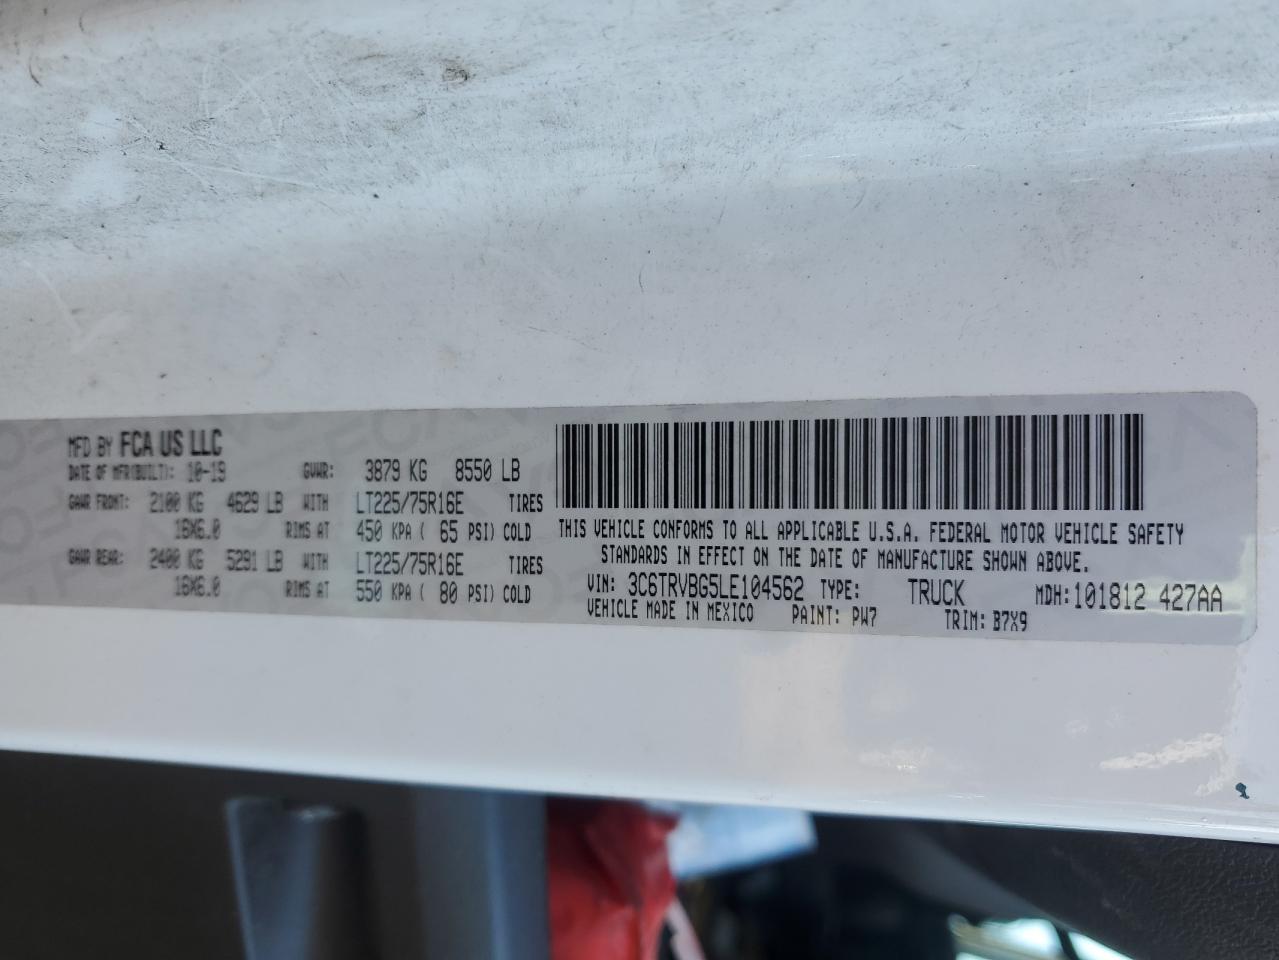 MFD BY FCA US LLC
DATE OF MFR(BUILT): 10-19 GVWR: 3879 KG 8550 LB
GAWR FRONT: 2100 KG 4629 LB WITH LT225/75R16E TIRES
16X6.0 RIMS AT 450 KPA ( 65 PSI) COLD
GAWR REAR: 2400 KG 5291 LB WITH LT225/75R16E TIRES
16X6.0 RIMS AT 550 KPA ( 80 PSI) COLD
THIS VEHICLE CONFORMS TO ALL APPLICABLE U.S.A. FEDERAL MOTOR VEHICLE SAFETY
STANDARDS IN EFFECT ON THE DATE OF MANUFACTURE SHOWN ABOVE.
VIN: 3C6TRVBG5LE104562 TYPE: TRUCK MDH:101812 427AA
VEHICLE MADE IN MEXICO PAINT: PW7 TRIM: B7X9